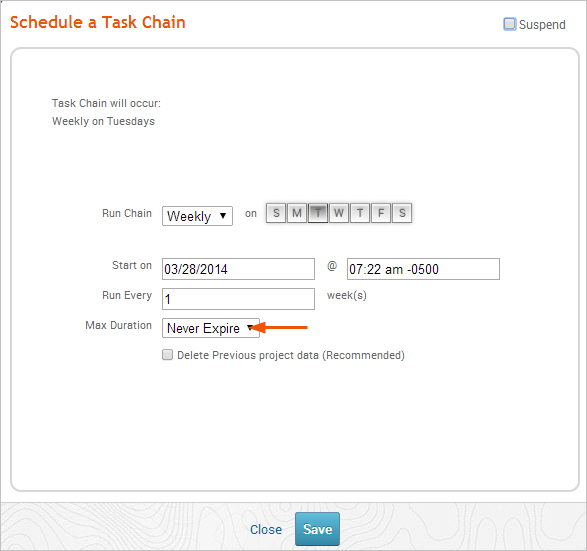 Schedule a Task Chain
Suspend
Task Chain will occur:
Weekly on Tuesdays
Run Chain Weekly on S M T W T F S
Start on 03/28/2014 @ 07:22 am -0500
Run Every 1 week(s)
Max Duration Never Expire
Delete Previous project data (Recommended)
Close Save